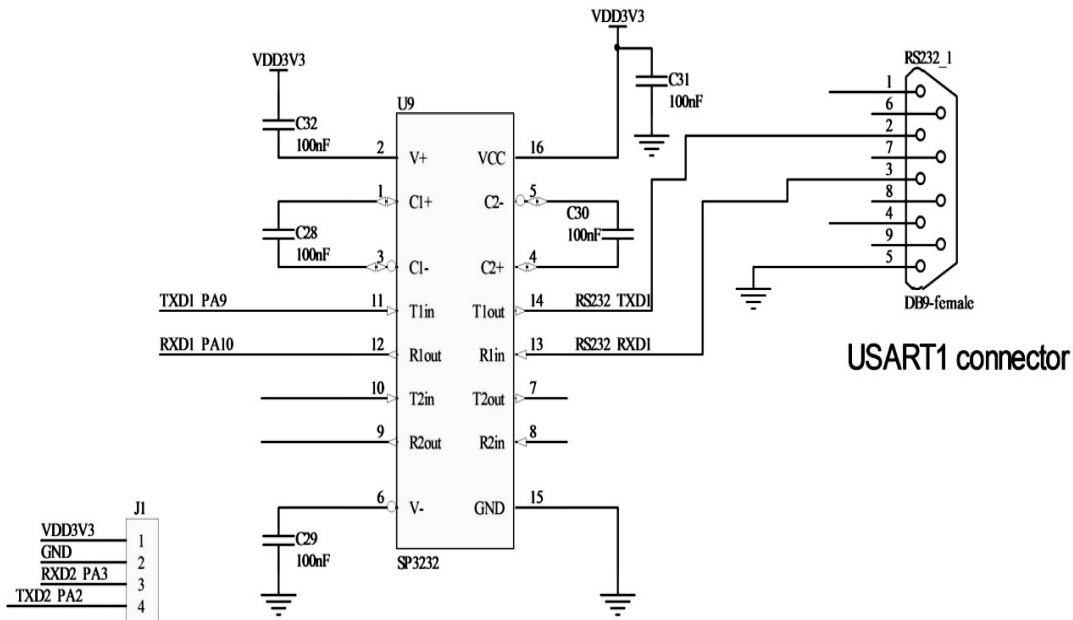 VDD3V3
VDD3V3
RS232_1
C31
100nF
C32
100nF
U9
2 V+ VCC 16
1 C1+ C2- 5
C28
100nF
C30
100nF
3 C1- C2+ 4
TXD1 PA9 11 T1in T1out 14 RS232 TXD1
RXD1 PA10 12 R1out R1in 13 RS232 RXD1
10 T2in T2out 7
9 R2out R2in 8
6 V- GND 15
C29
100nF
SP3232
1
6
2
7
3
8
4
9
5
DB9-female
USART1 connector
J1
VDD3V3 1
GND 2
RXD2 PA3 3
TXD2 PA2 4